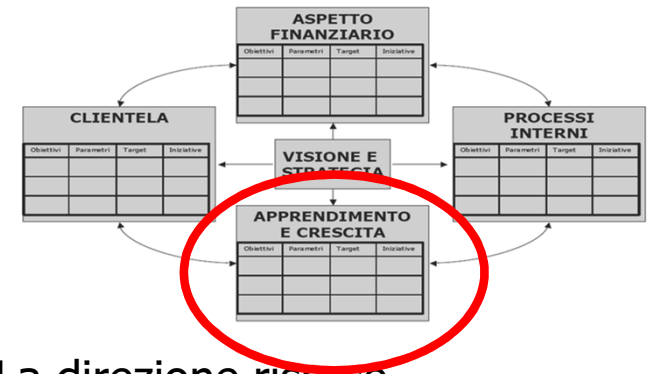 ASPETTO
FINANZIARIO
Obiettivi Parametri Target Iniziative
CLIENTELA
Obiettivi Parametri Target Iniziative
PROCESSI
INTERNI
Obiettivi Parametri Target Iniziative
VISIONE E
STRATEGIA
APPRENDIMENTO
E CRESCITA
Obiettivi Parametri Target Iniziative
La direzione